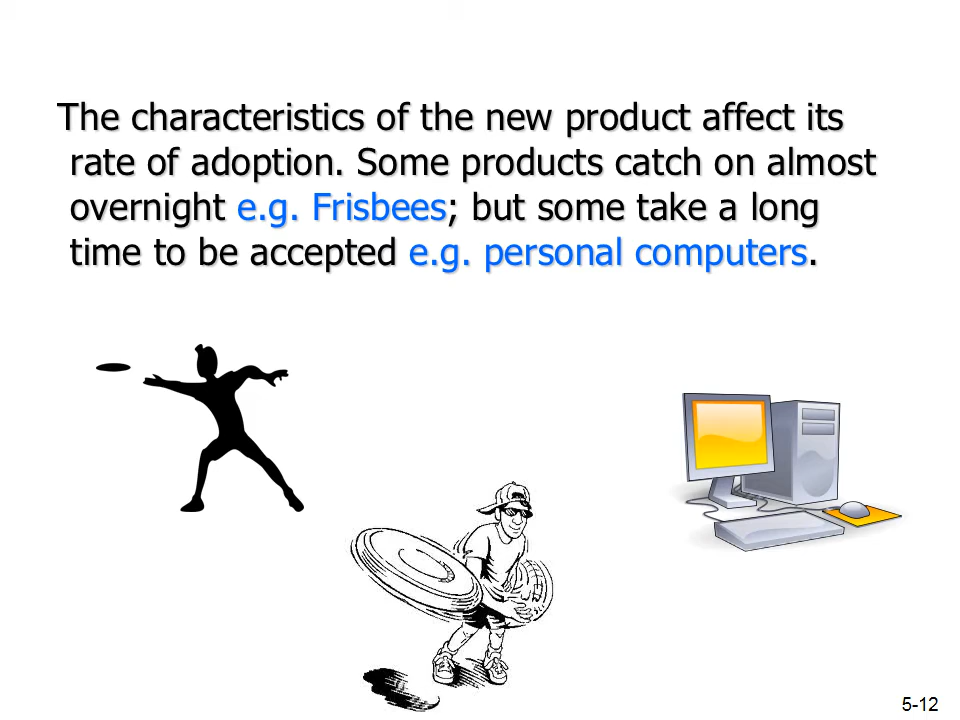 The characteristics of the new product affect its
rate of adoption. Some products catch on almost
overnight e.g. Frisbees; but some take a long
time to be accepted e.g. personal computers.
5-12